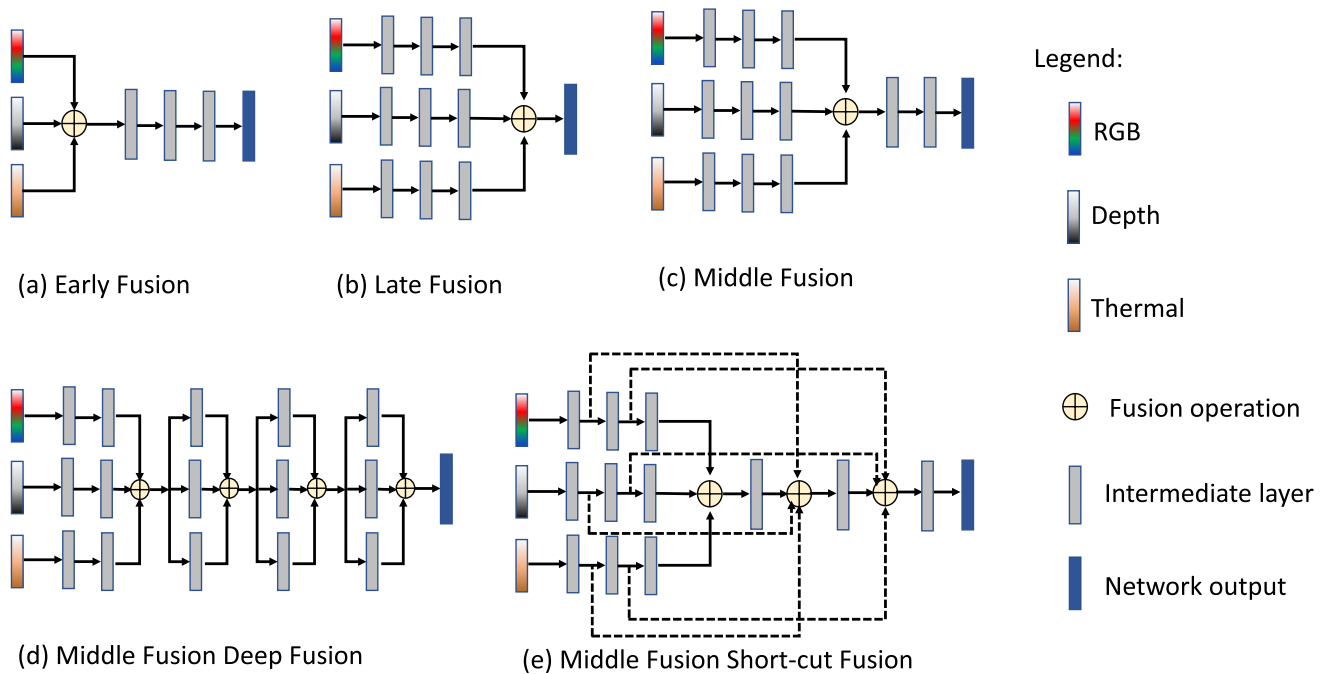 (a) Early Fusion
(b) Late Fusion
(c) Middle Fusion
(d) Middle Fusion Deep Fusion
(e) Middle Fusion Short-cut Fusion
Legend:
RGB
Depth
Thermal
Fusion operation
Intermediate layer
Network output